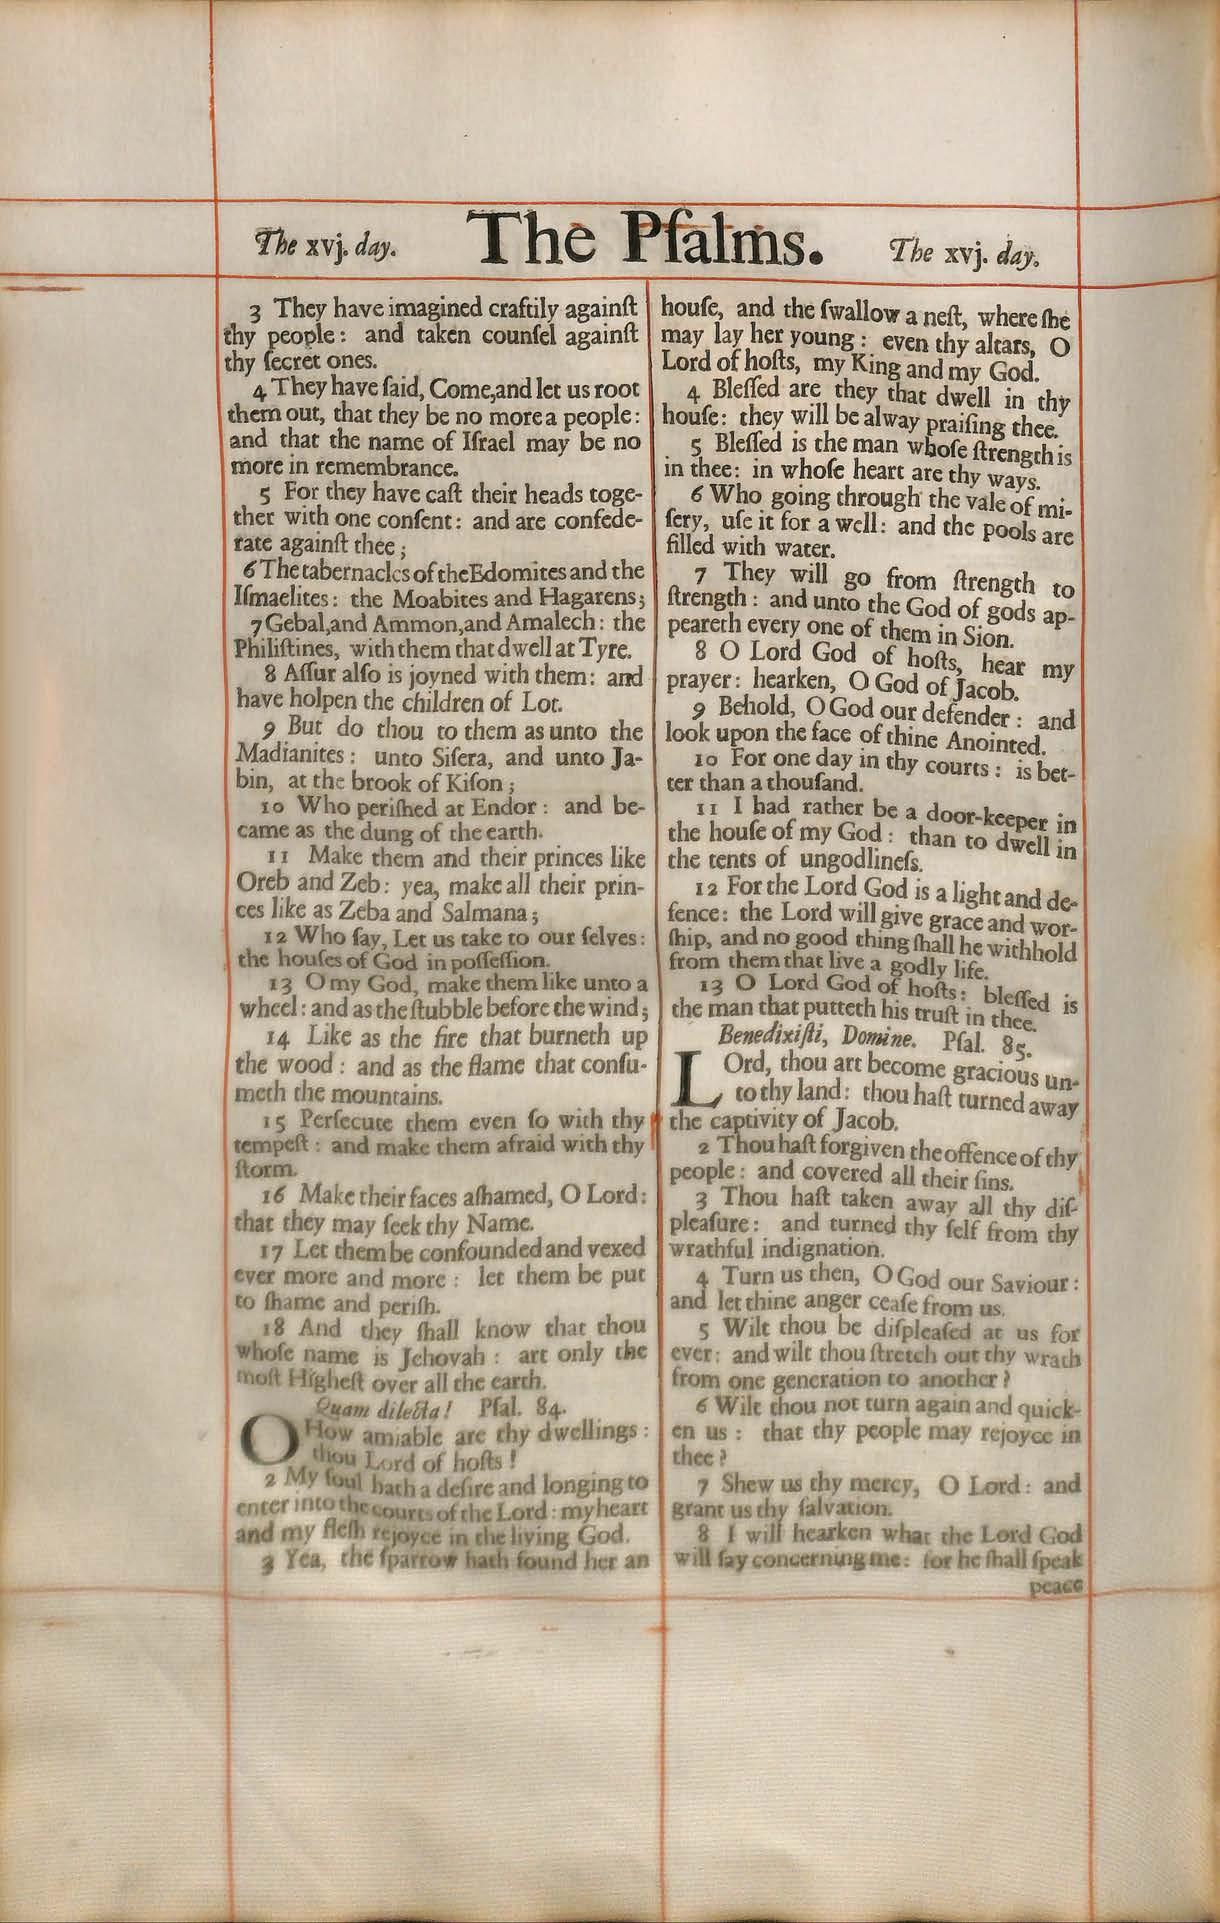 The xvj. day. The Pſalms. The xvj. day.
3 They have imagined craftily againſt
thy people: and taken counſel againſt
thy ſecret ones.
4 They have ſaid, Come,and let us root
them out, that they be no more a people:
and that the name of Iſrael may be no
more in remembrance.
5 For they have caſt their heads toge-
ther with one conſent: and are confede-
rate againſt thee;
6 The tabernacles of the Edomites and the
Iſmaelites: the Moabites and Hagarens;
7 Gebal,and Ammon,and Amalech: the
Philiſtines, with them that dwell at Tyre.
8 Aſſur alſo is joyned with them: and
have holpen the children of Lot.
9 But do thou to them as unto the
Madianites: unto Siſera, and unto Ja-
bin, at the brook of Kiſon;
10 Who periſhed at Endor: and be-
came as the dung of the earth.
11 Make them and their princes like
Oreb and Zeb: yea, make all their prin-
ces like as Zeba and Salmana;
12 Who ſay, Let us take to our ſelves:
the houſes of God in poſſeſſion.
13 O my God, make them like unto a
wheel: and as the ſtubble before the wind;
14 Like as the fire that burneth up
the wood: and as the flame that conſu-
meth the mountains.
15 Perſecute them even ſo with thy
tempeſt: and make them afraid with thy
ſtorm.
16 Make their faces aſhamed, O Lord:
that they may ſeek thy Name.
17 Let them be confounded and vexed
ever more and more: let them be put
to ſhame and periſh.
18 And they ſhall know that thou
whoſe name is Jehovah: art only the
moſt Higheſt over all the earth.
Quam dilecta! Pſal. 84.
O How amiable are thy dwellings:
thou Lord of hoſts!
2 My ſoul hath a deſire and longing to
enter into the courts of the Lord: my heart
and my fleſh rejoyce in the living God.
3 Yea, the ſparrow hath found her an
houſe, and the ſwallow a neſt, where ſhe
may lay her young: even thy altars, O
Lord of hoſts, my King and my God.
4 Bleſſed are they that dwell in thy
houſe: they will be alway praiſing thee.
5 Bleſſed is the man whoſe ſtrength is
in thee: in whoſe heart are thy ways.
6 Who going through the vale of mi-
ſery, uſe it for a well: and the pools are
filled with water.
7 They will go from ſtrength to
ſtrength: and unto the God of gods ap-
peareth every one of them in Sion.
8 O Lord God of hoſts, hear my
prayer: hearken, O God of Jacob.
9 Behold, O God our defender: and
look upon the face of thine Anointed.
10 For one day in thy courts: is bet-
ter than a thouſand.
11 I had rather be a door-keeper in
the houſe of my God: than to dwell in
the tents of ungodlineſs.
12 For the Lord God is a light and de-
fence: the Lord will give grace and wor-
ſhip, and no good thing ſhall he withhold
from them that live a godly life.
13 O Lord God of hoſts: bleſſed is
the man that putteth his truſt in thee.
Benedixiſti, Domine. Pſal. 85.
LOrd, thou art become gracious un-
to thy land: thou haſt turned away
the captivity of Jacob.
2 Thou haſt forgiven the offence of thy
people: and covered all their ſins.
3 Thou haſt taken away all thy diſ-
pleaſure: and turned thy ſelf from thy
wrathful indignation.
4 Turn us then, O God our Saviour:
and let thine anger ceaſe from us.
5 Wilt thou be diſpleaſed at us for
ever: and wilt thou ſtretch out thy wrath
from one generation to another?
6 Wilt thou not turn again and quick-
en us: that thy people may rejoyce in
thee?
7 Shew us thy mercy, O Lord: and
grant us thy ſalvation.
8 I will hearken what the Lord God
will ſay concerning me: for he ſhall ſpeak
peace